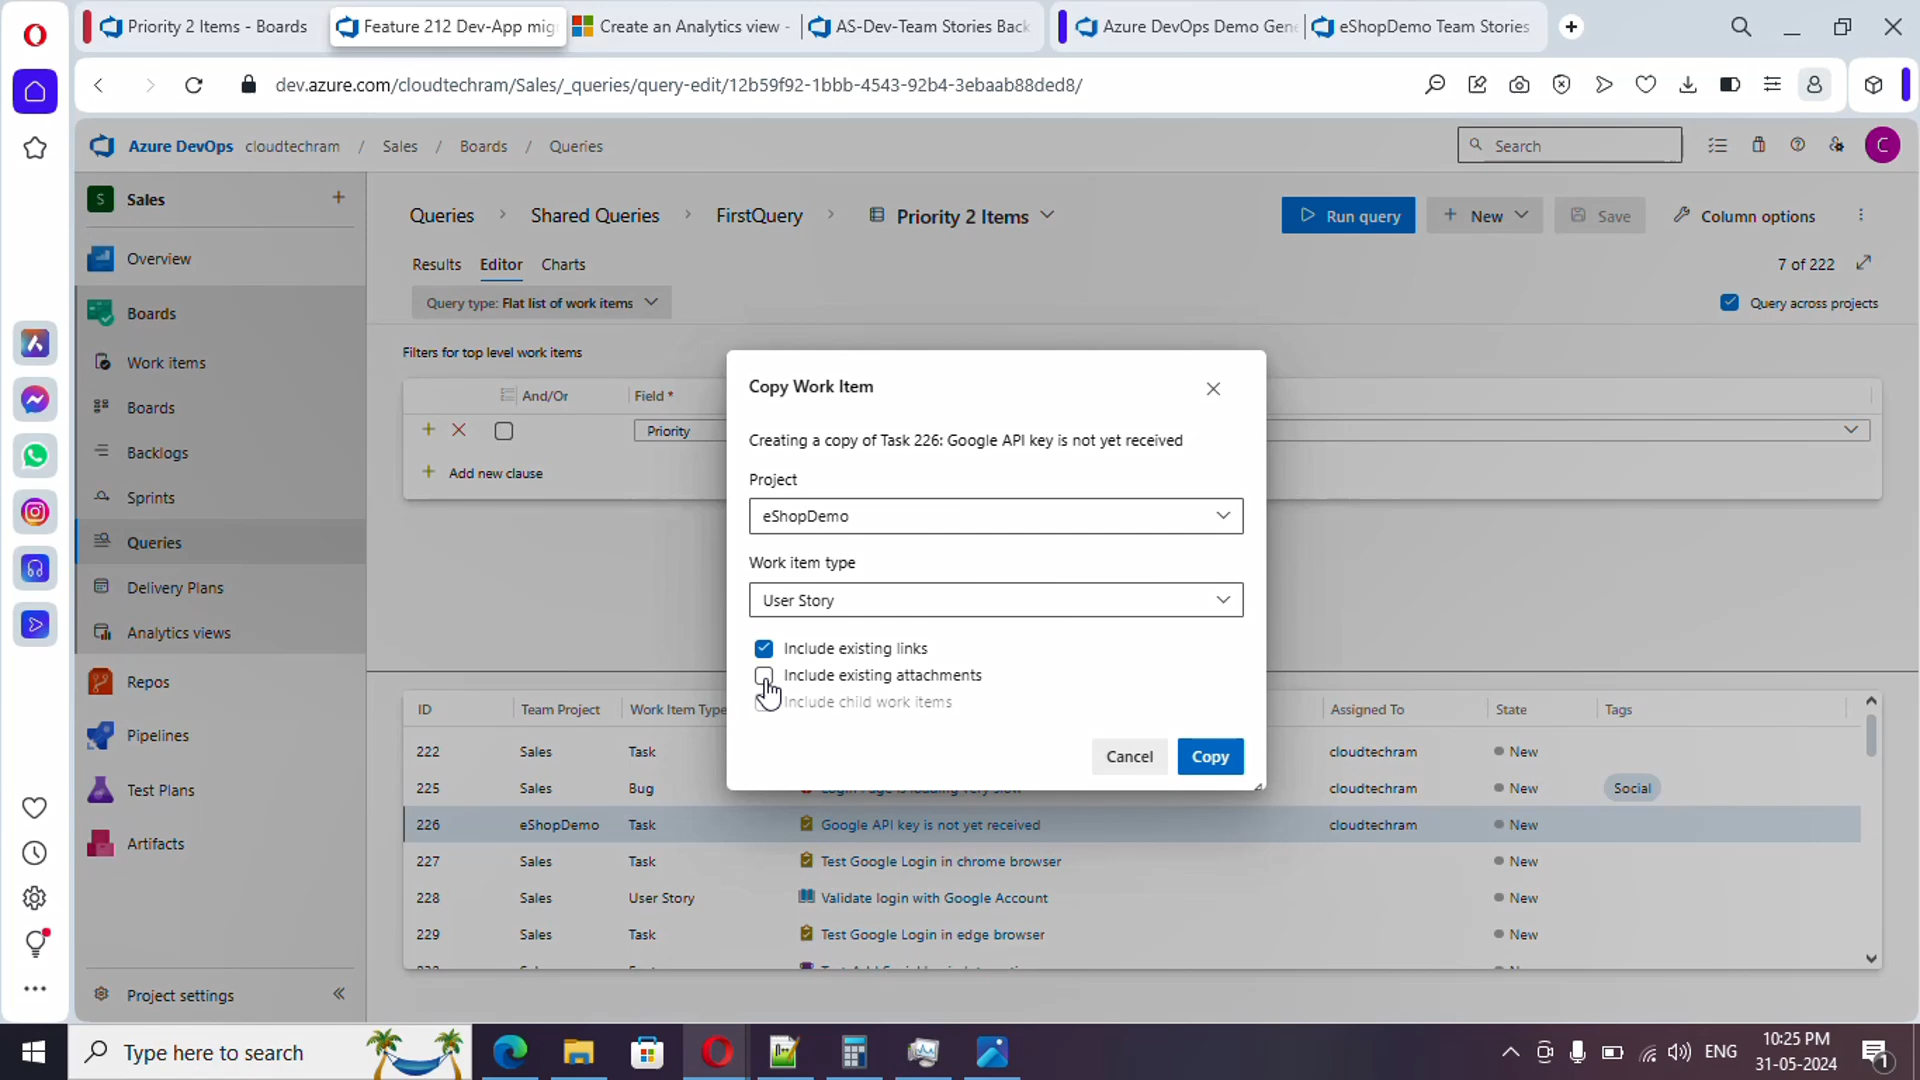 Priority 2 Items - Boards
Feature 212 Dev-App mig
Create an Analytics view -
AS-Dev-Team Stories Back
Azure DevOps Demo Gene
eShopDemo Team Stories
dev.azure.com/cloudtechram/Sales/_queries/query-edit/12b59f92-1bbb-4543-92b4-3ebaab88ded8/
Azure DevOps cloudtechram / Sales / Boards / Queries
Search
C
S Sales
Overview
Boards
Work items
Boards
Backlogs
Sprints
Queries
Delivery Plans
Analytics views
Repos
Pipelines
Test Plans
Artifacts
Project settings
Queries > Shared Queries > FirstQuery > Priority 2 Items
Run query
New
Save
Column options
Results Editor Charts
7 of 222
Query type: Flat list of work items
Query across projects
Filters for top level work items
And/Or Field *
Priority
Add new clause
Copy Work Item
Creating a copy of Task 226: Google API key is not yet received
Project
eShopDemo
Work item type
User Story
Include existing links
Include existing attachments
Include child work items
Cancel Copy
ID Team Project Work Item Type Assigned To State Tags
222 Sales Task cloudtechram New
225 Sales Bug Login Page is loading very slow cloudtechram New Social
226 eShopDemo Task Google API key is not yet received cloudtechram New
227 Sales Task Test Google Login in chrome browser New
228 Sales User Story Validate login with Google Account New
229 Sales Task Test Google Login in edge browser New
Type here to search
ENG
10:25 PM
31-05-2024
1